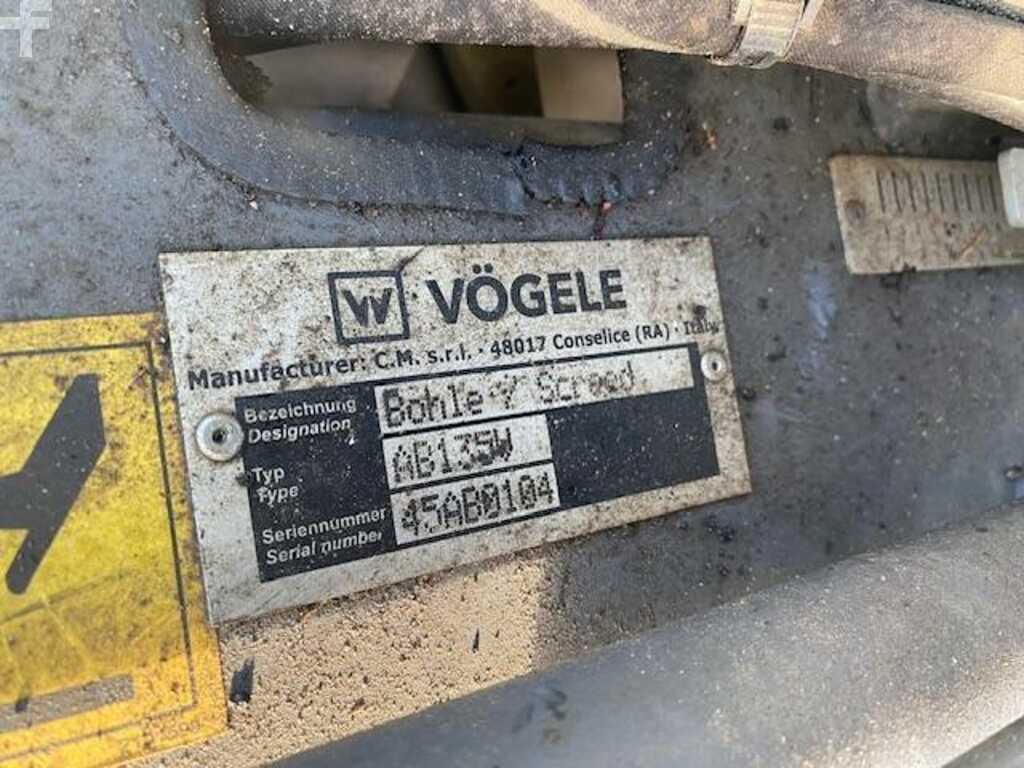 VÖGELE
Manufacturer: C.M. s.r.l. · 48017 Conselice (RA) · Italy
Bezeichnung
Designation
Bohle / Screed
Typ
Type
AB135W
Seriennummer
Serial number
45AB0104